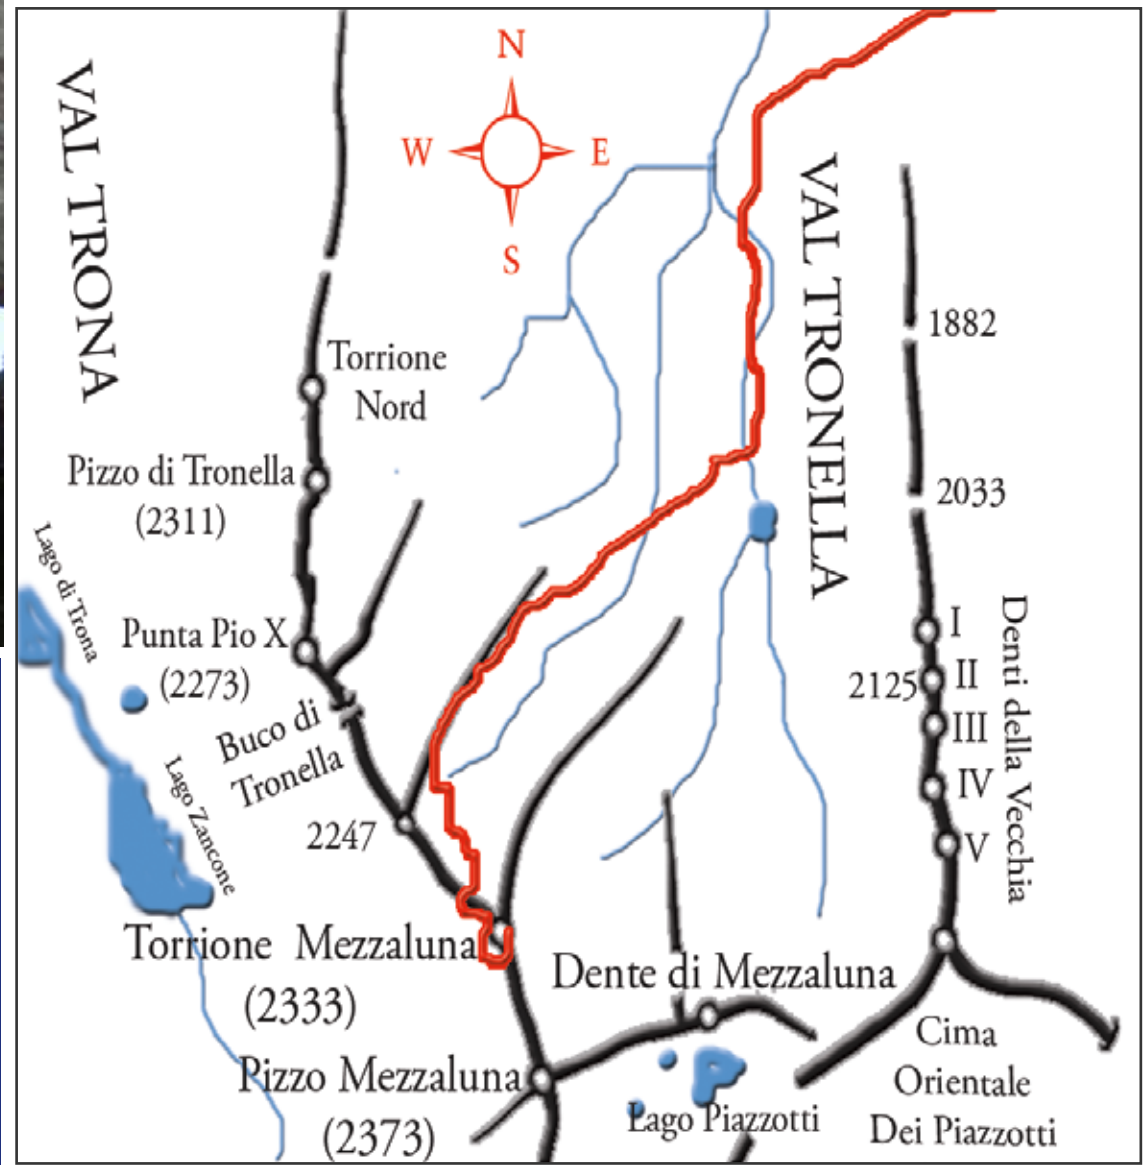 N
W
E
S
VAL TRONA
VAL TRONELLA
1882
Torrione
Nord
Pizzo di Tronella
(2311)
2033
Lago di Trona
Punta Pio X
(2273)
I
2125
II
III
IV
V
Denti della Vecchia
Buco di
Tronella
Lago Zancone
2247
Torrione Mezzaluna
(2333)
Dente di Mezzaluna
Pizzo Mezzaluna
(2373)
Lago Piazzotti
Cima
Orientale
Dei Piazzotti